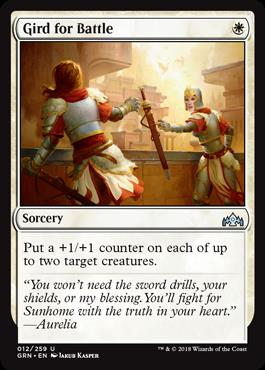 Gird for Battle
Sorcery
Put a +1/+1 counter on each of up
to two target creatures.
“You won’t need the sword drills, your
shields, or my blessing. You’ll fight for
Sunhome with the truth in your heart.”
—Aurelia
012/259 U
GRN • EN Jakub Kasper
™ & © 2018 Wizards of the Coast